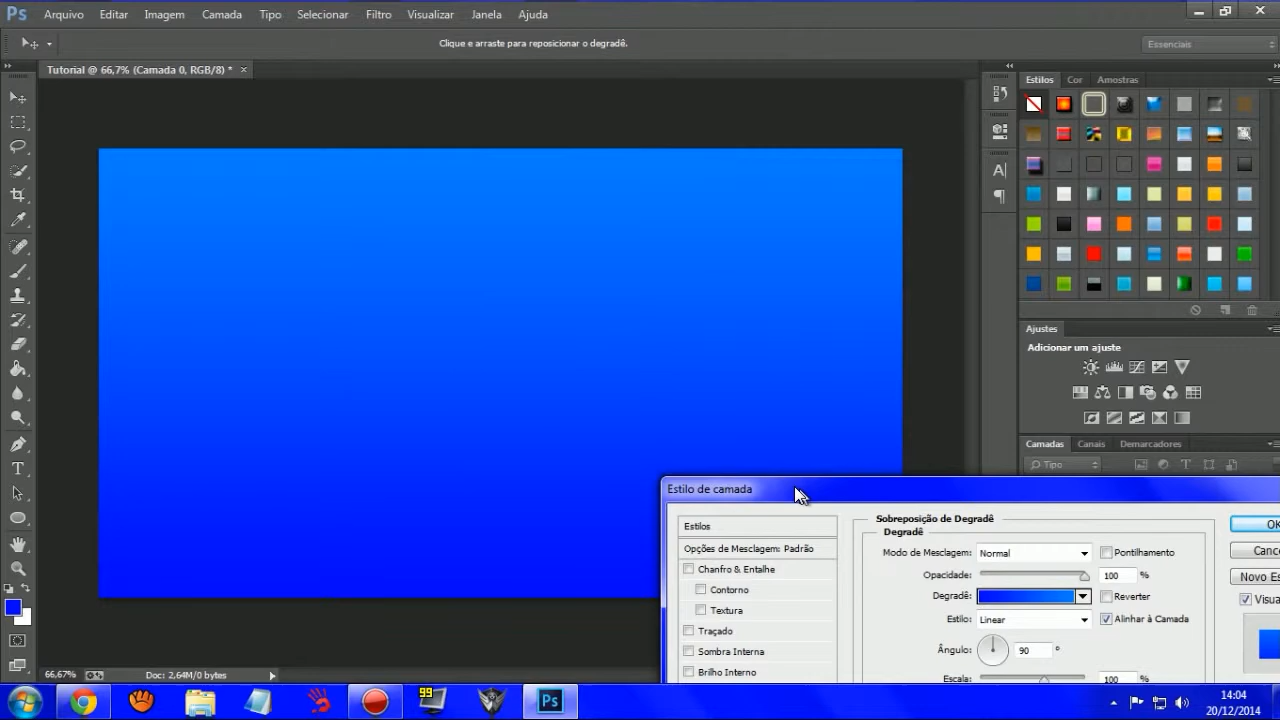 Ps Arquivo Editar Imagem Camada Tipo Selecionar Filtro Visualizar Janela Ajuda
Clique e arraste para reposicionar o degradê.
Essenciais
Tutorial @ 66,7% (Camada 0, RGB/8) * ×
Estilos Cor Amostras
Ajustes
Adicionar um ajuste
Camadas Canais Demarcadores
Tipo
Estilo de camada
Estilos
Opções de Mesclagem: Padrão
Chanfro & Entalhe
Contorno
Textura
Traçado
Sombra Interna
Brilho Interno
Sobreposição de Degradê
Degradê
Modo de Mesclagem: Normal Pontilhamento
Opacidade: 100 %
Degradê: Reverter
Estilo: Linear Alinhar à Camada
Ângulo: 90 °
Escala: 100 %
OK
Cance
Novo Es
Visua
66,67% Doc: 2,64M/0 bytes
99
Ps
14:04
20/12/2014